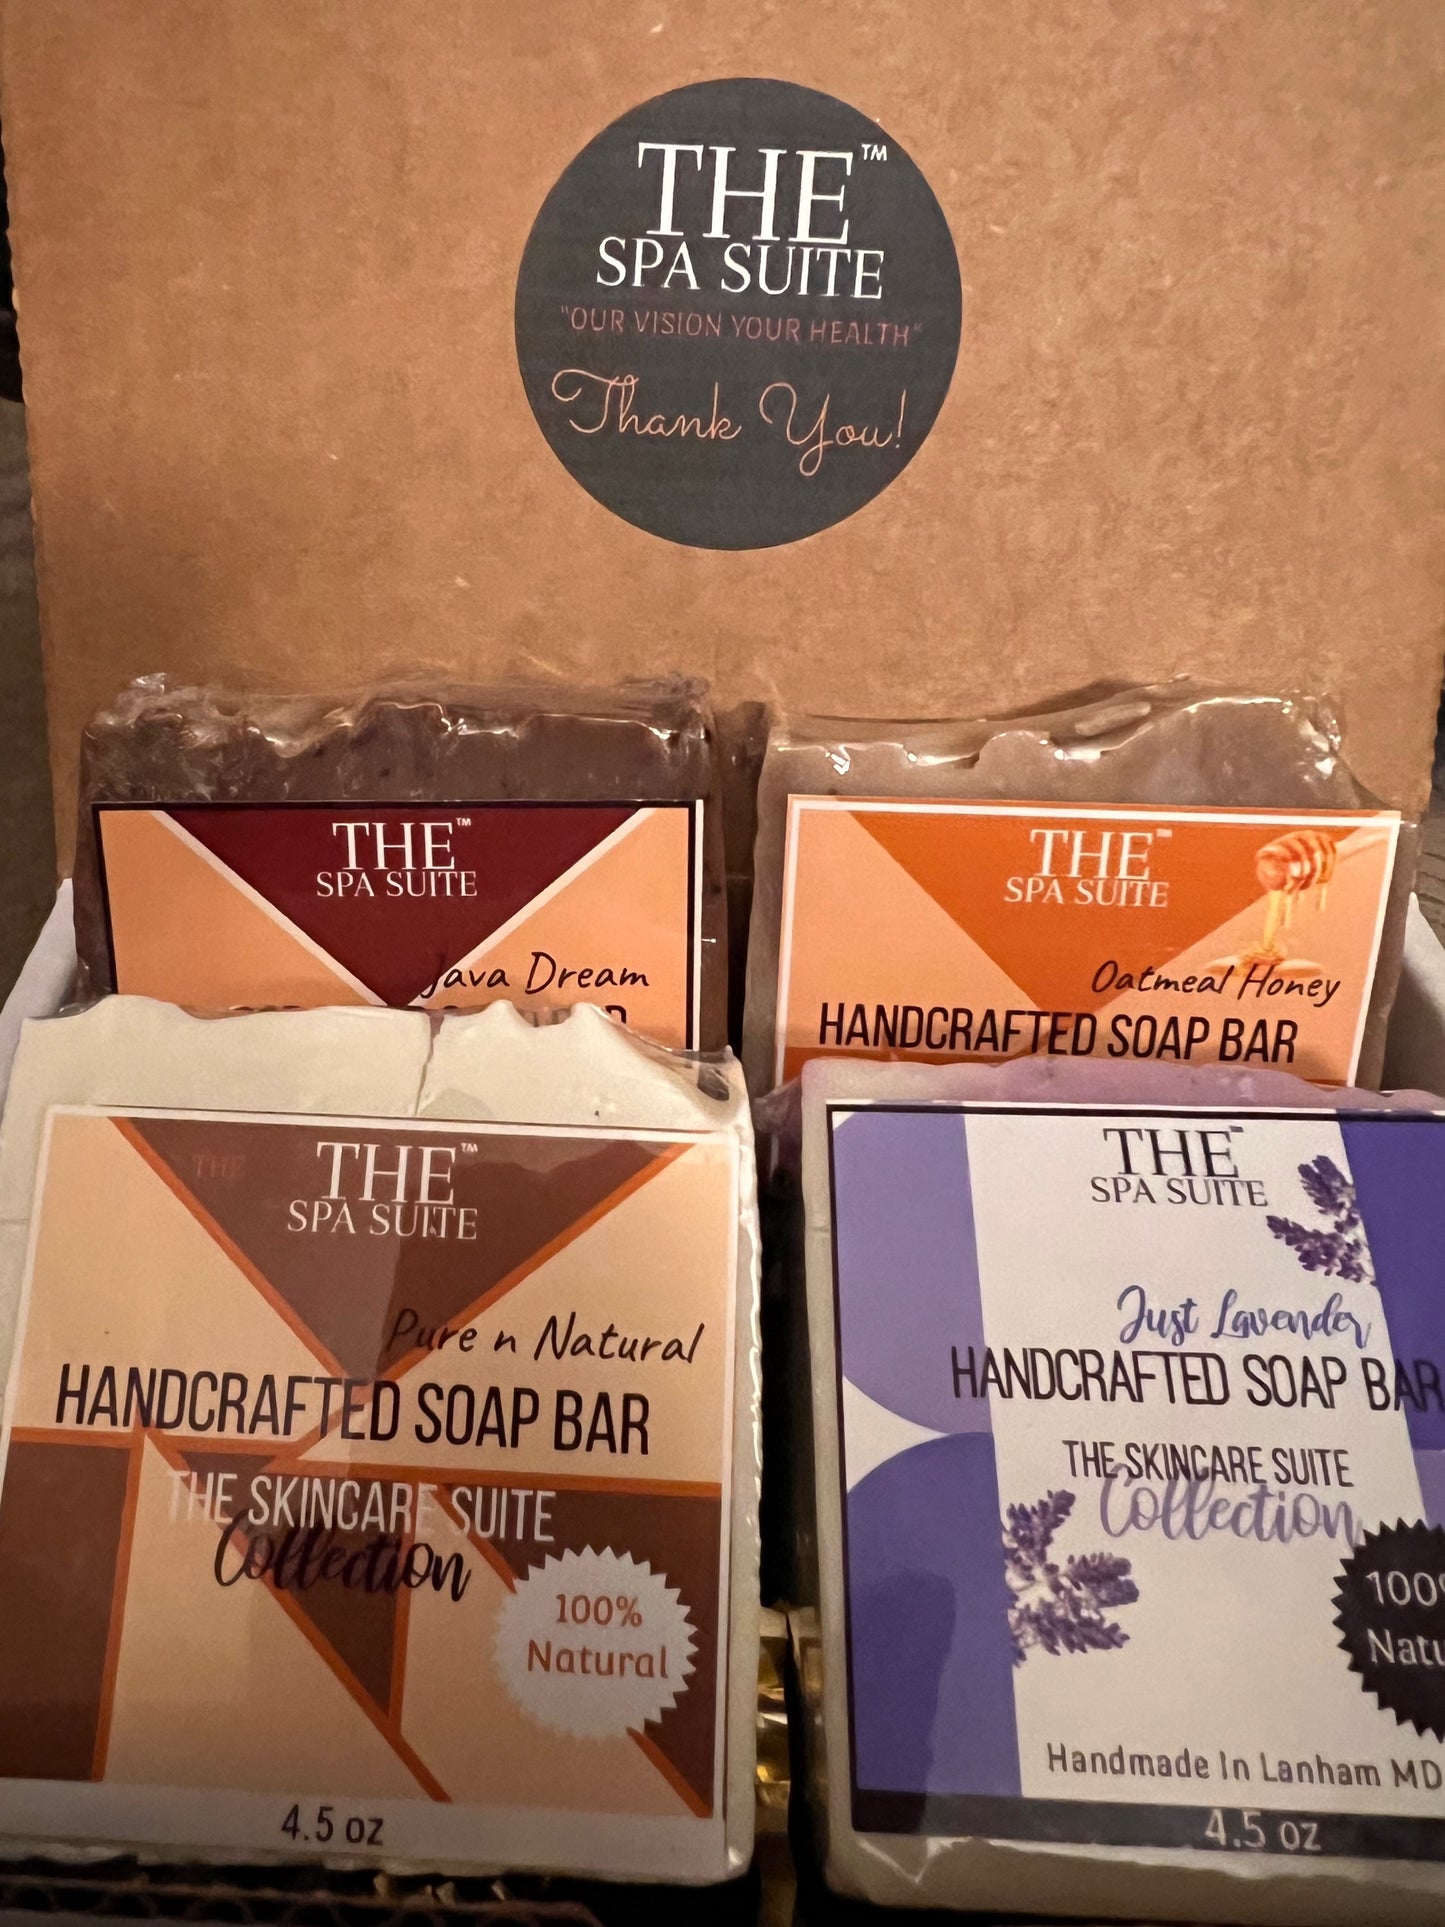 THE™
SPA SUITE
"OUR VISION YOUR HEALTH"
Thank You!
THE™
SPA SUITE
Java Dream
THE™
SPA SUITE
Oatmeal Honey
HANDCRAFTED SOAP BAR
THE™
SPA SUITE
Pure n Natural
HANDCRAFTED SOAP BAR
THE SKINCARE SUITE
Collection
100%
Natural
4.5 oz
THE
SPA SUITE
Just Lavender
HANDCRAFTED SOAP BAR
THE SKINCARE SUITE
Collection
100
Natu
Handmade In Lanham MD
4.5 oz